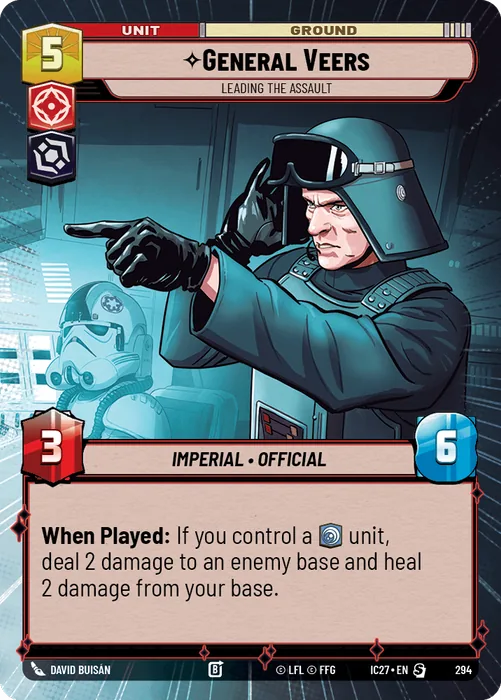 UNIT
GROUND
5
✧GENERAL VEERS
LEADING THE ASSAULT
3
IMPERIAL • OFFICIAL
6
When Played: If you control a unit,
deal 2 damage to an enemy base and heal
2 damage from your base.
DAVID BUISÁN
B
© LFL © FFG
IC27 • EN
S
294